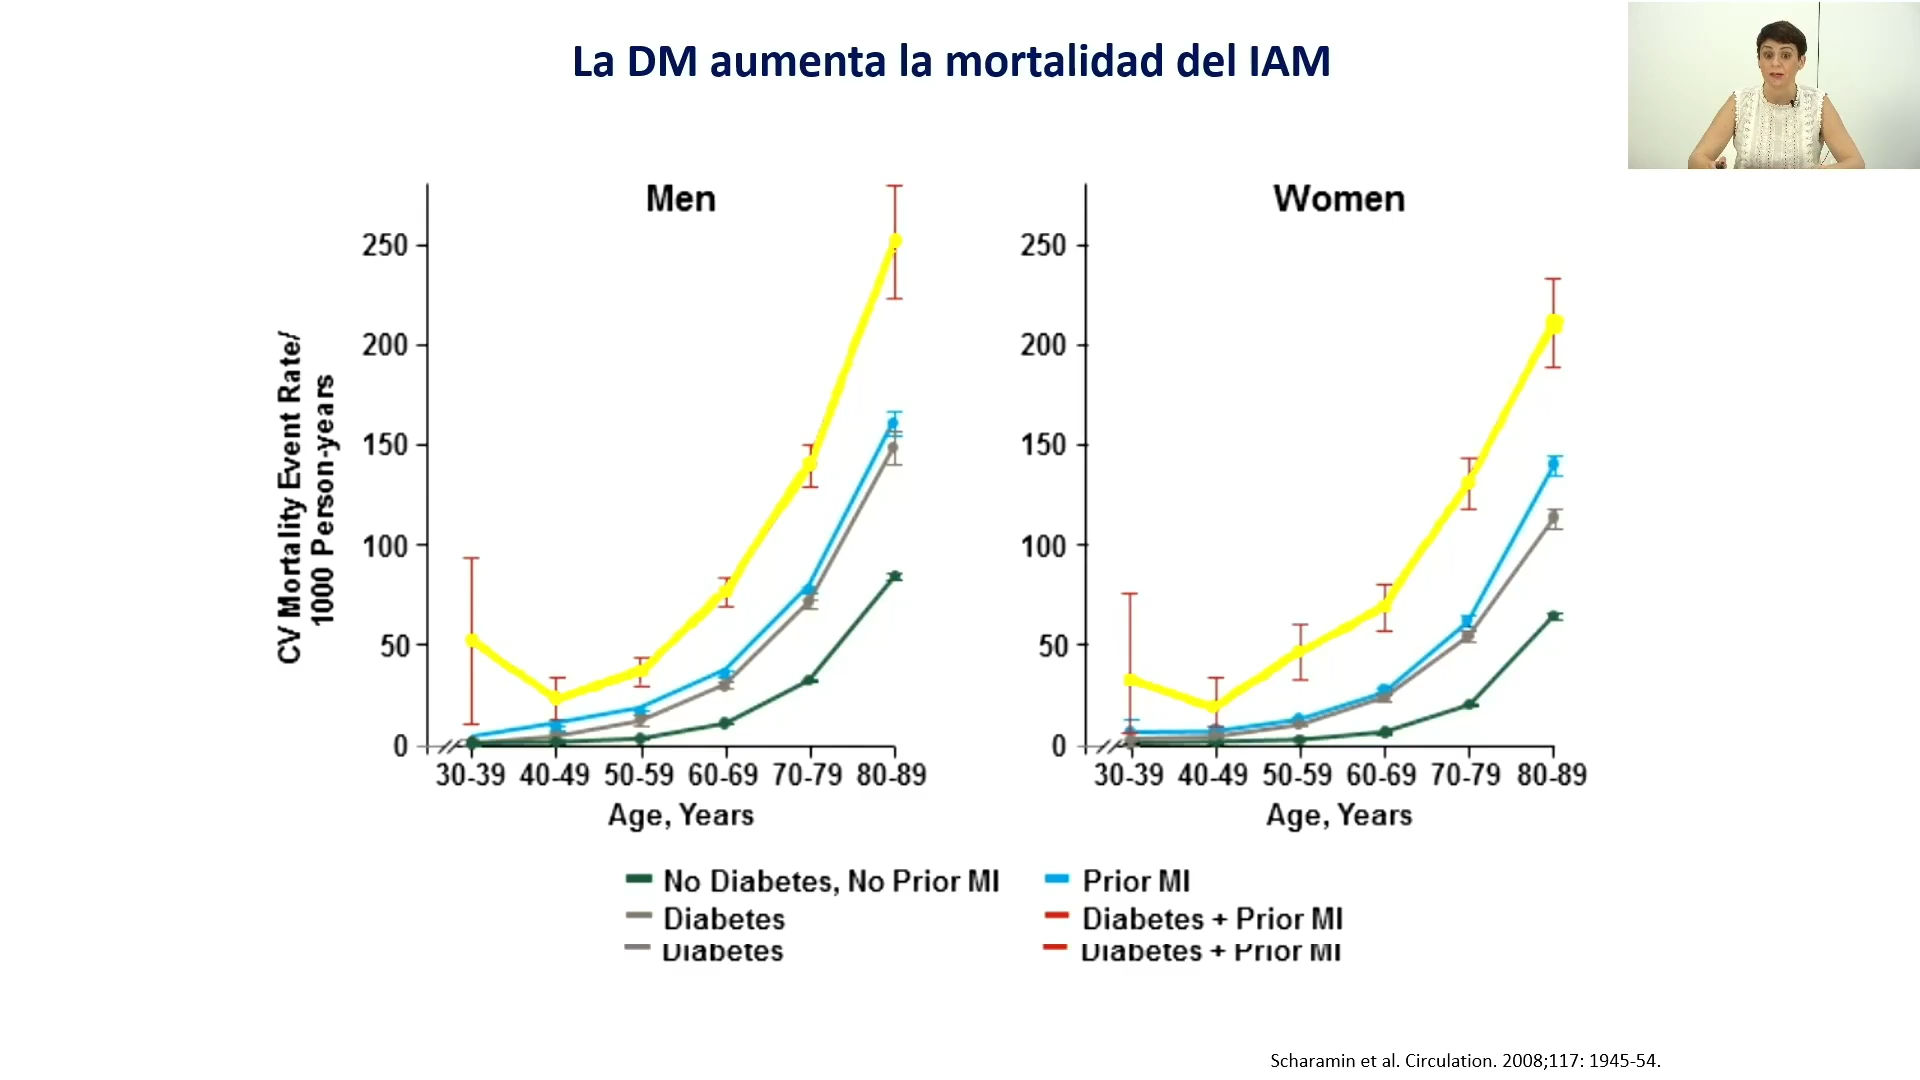 La DM aumenta la mortalidad del IAM
Men
CV Mortality Event Rate/
1000 Person-years
250
200
150
100
50
0
30-39 40-49 50-59 60-69 70-79 80-89
Age, Years
Women
250
200
150
100
50
0
30-39 40-49 50-59 60-69 70-79 80-89
Age, Years
No Diabetes, No Prior MI
Prior MI
Diabetes
Diabetes + Prior MI
Diabetes
Diabetes + Prior MI
Scharamin et al. Circulation. 2008;117: 1945-54.